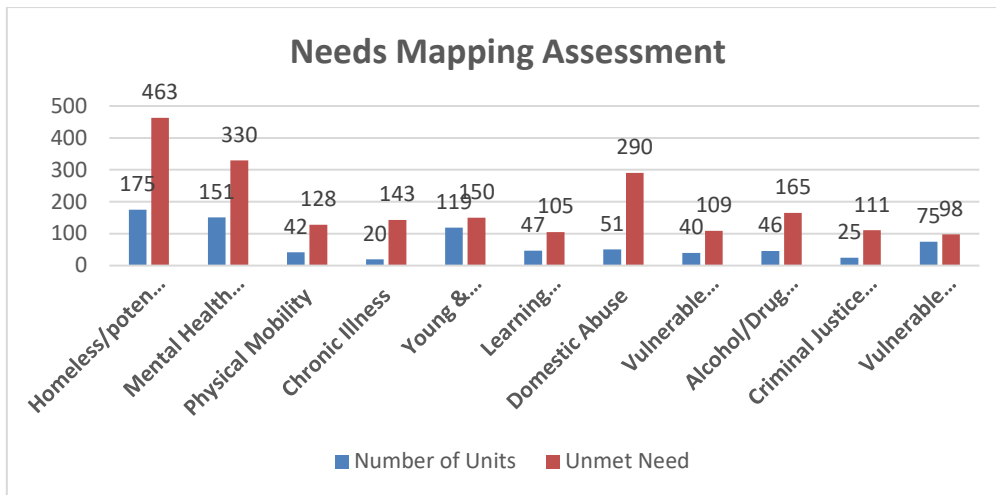 Needs Mapping Assessment
463
500
400
330
290
300
175
151
150
165
200
128
143
119
105
109
111
98
100
42
20
47
51
40
46
25
75
0
Homeless/poten…
Mental Health…
Physical Mobility
Chronic Illness
Young &…
Learning…
Domestic Abuse
Vulnerable…
Alcohol/Drug…
Criminal Justice…
Vulnerable…
Number of Units
Unmet Need